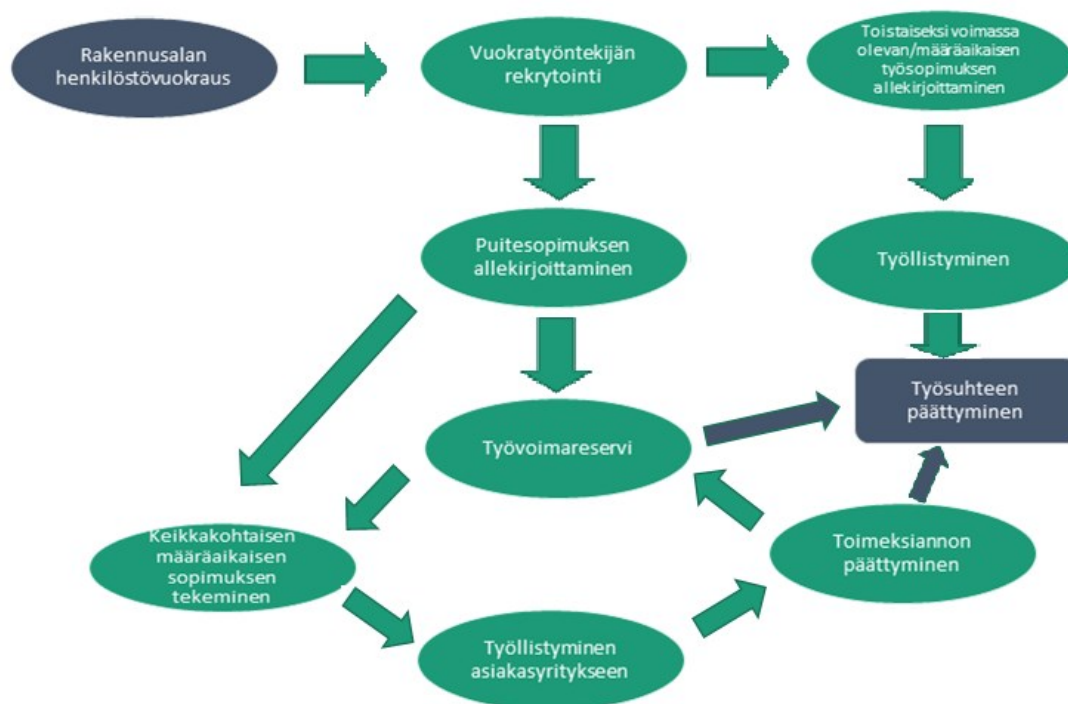 Rakennusalan
henkilöstövuokraus
Vuokratyöntekijän
rekrytointi
Toistaiseksi voimassa
olevan/määräaikaisen
työsopimuksen
allekirjoittaminen
Puitesopimuksen
allekirjoittaminen
Työllistyminen
Työsuhteen
päättyminen
Työvoimareservi
Keikkakohtaisen
määräaikaisen
sopimuksen
tekeminen
Toimeksiannon
päättyminen
Työllistyminen
asiakasyritykseen